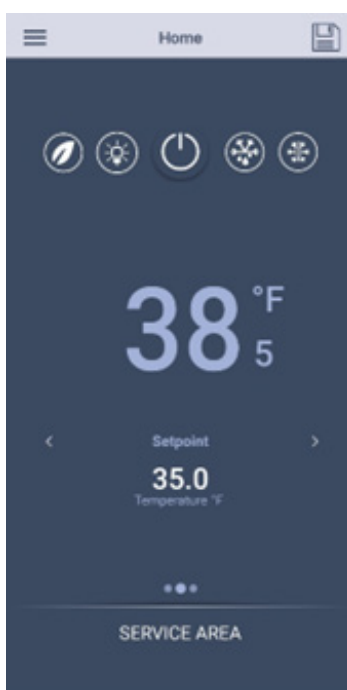 Home
38 °F
5
Setpoint
35.0
Temperature °F
SERVICE AREA